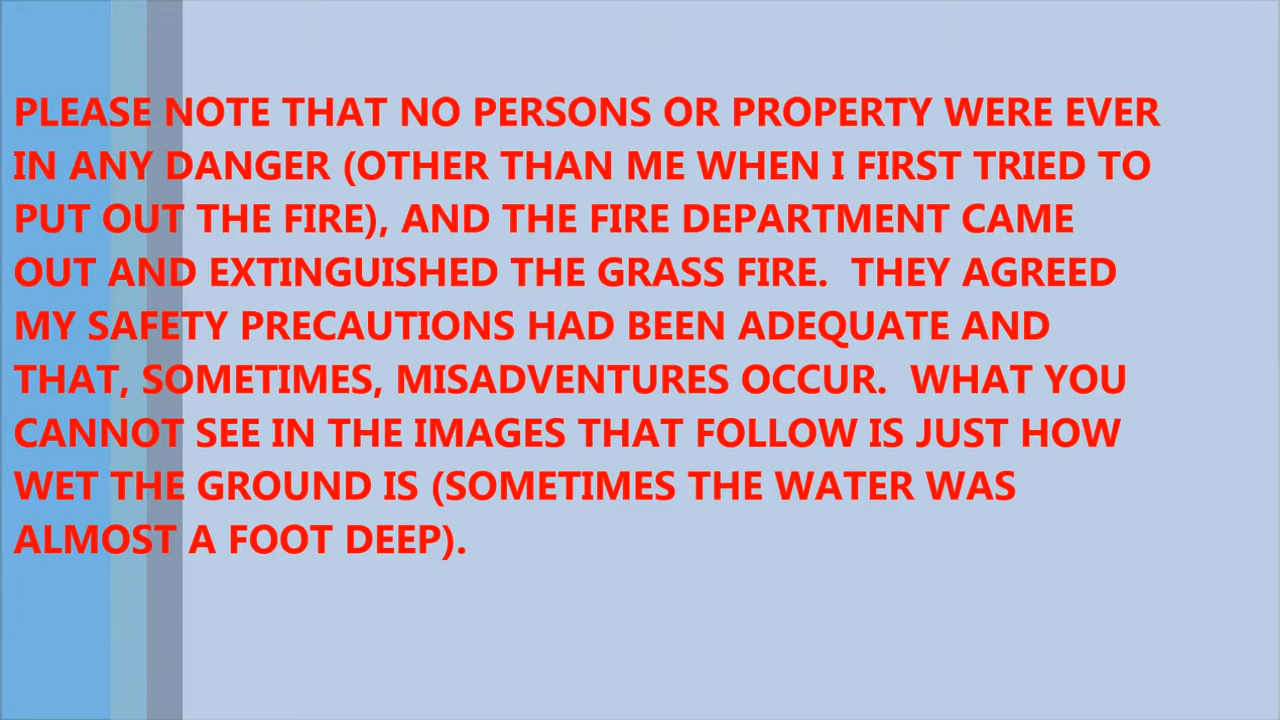 PLEASE NOTE THAT NO PERSONS OR PROPERTY WERE EVER
IN ANY DANGER (OTHER THAN ME WHEN I FIRST TRIED TO
PUT OUT THE FIRE), AND THE FIRE DEPARTMENT CAME
OUT AND EXTINGUISHED THE GRASS FIRE.  THEY AGREED
MY SAFETY PRECAUTIONS HAD BEEN ADEQUATE AND
THAT, SOMETIMES, MISADVENTURES OCCUR.  WHAT YOU
CANNOT SEE IN THE IMAGES THAT FOLLOW IS JUST HOW
WET THE GROUND IS (SOMETIMES THE WATER WAS
ALMOST A FOOT DEEP).